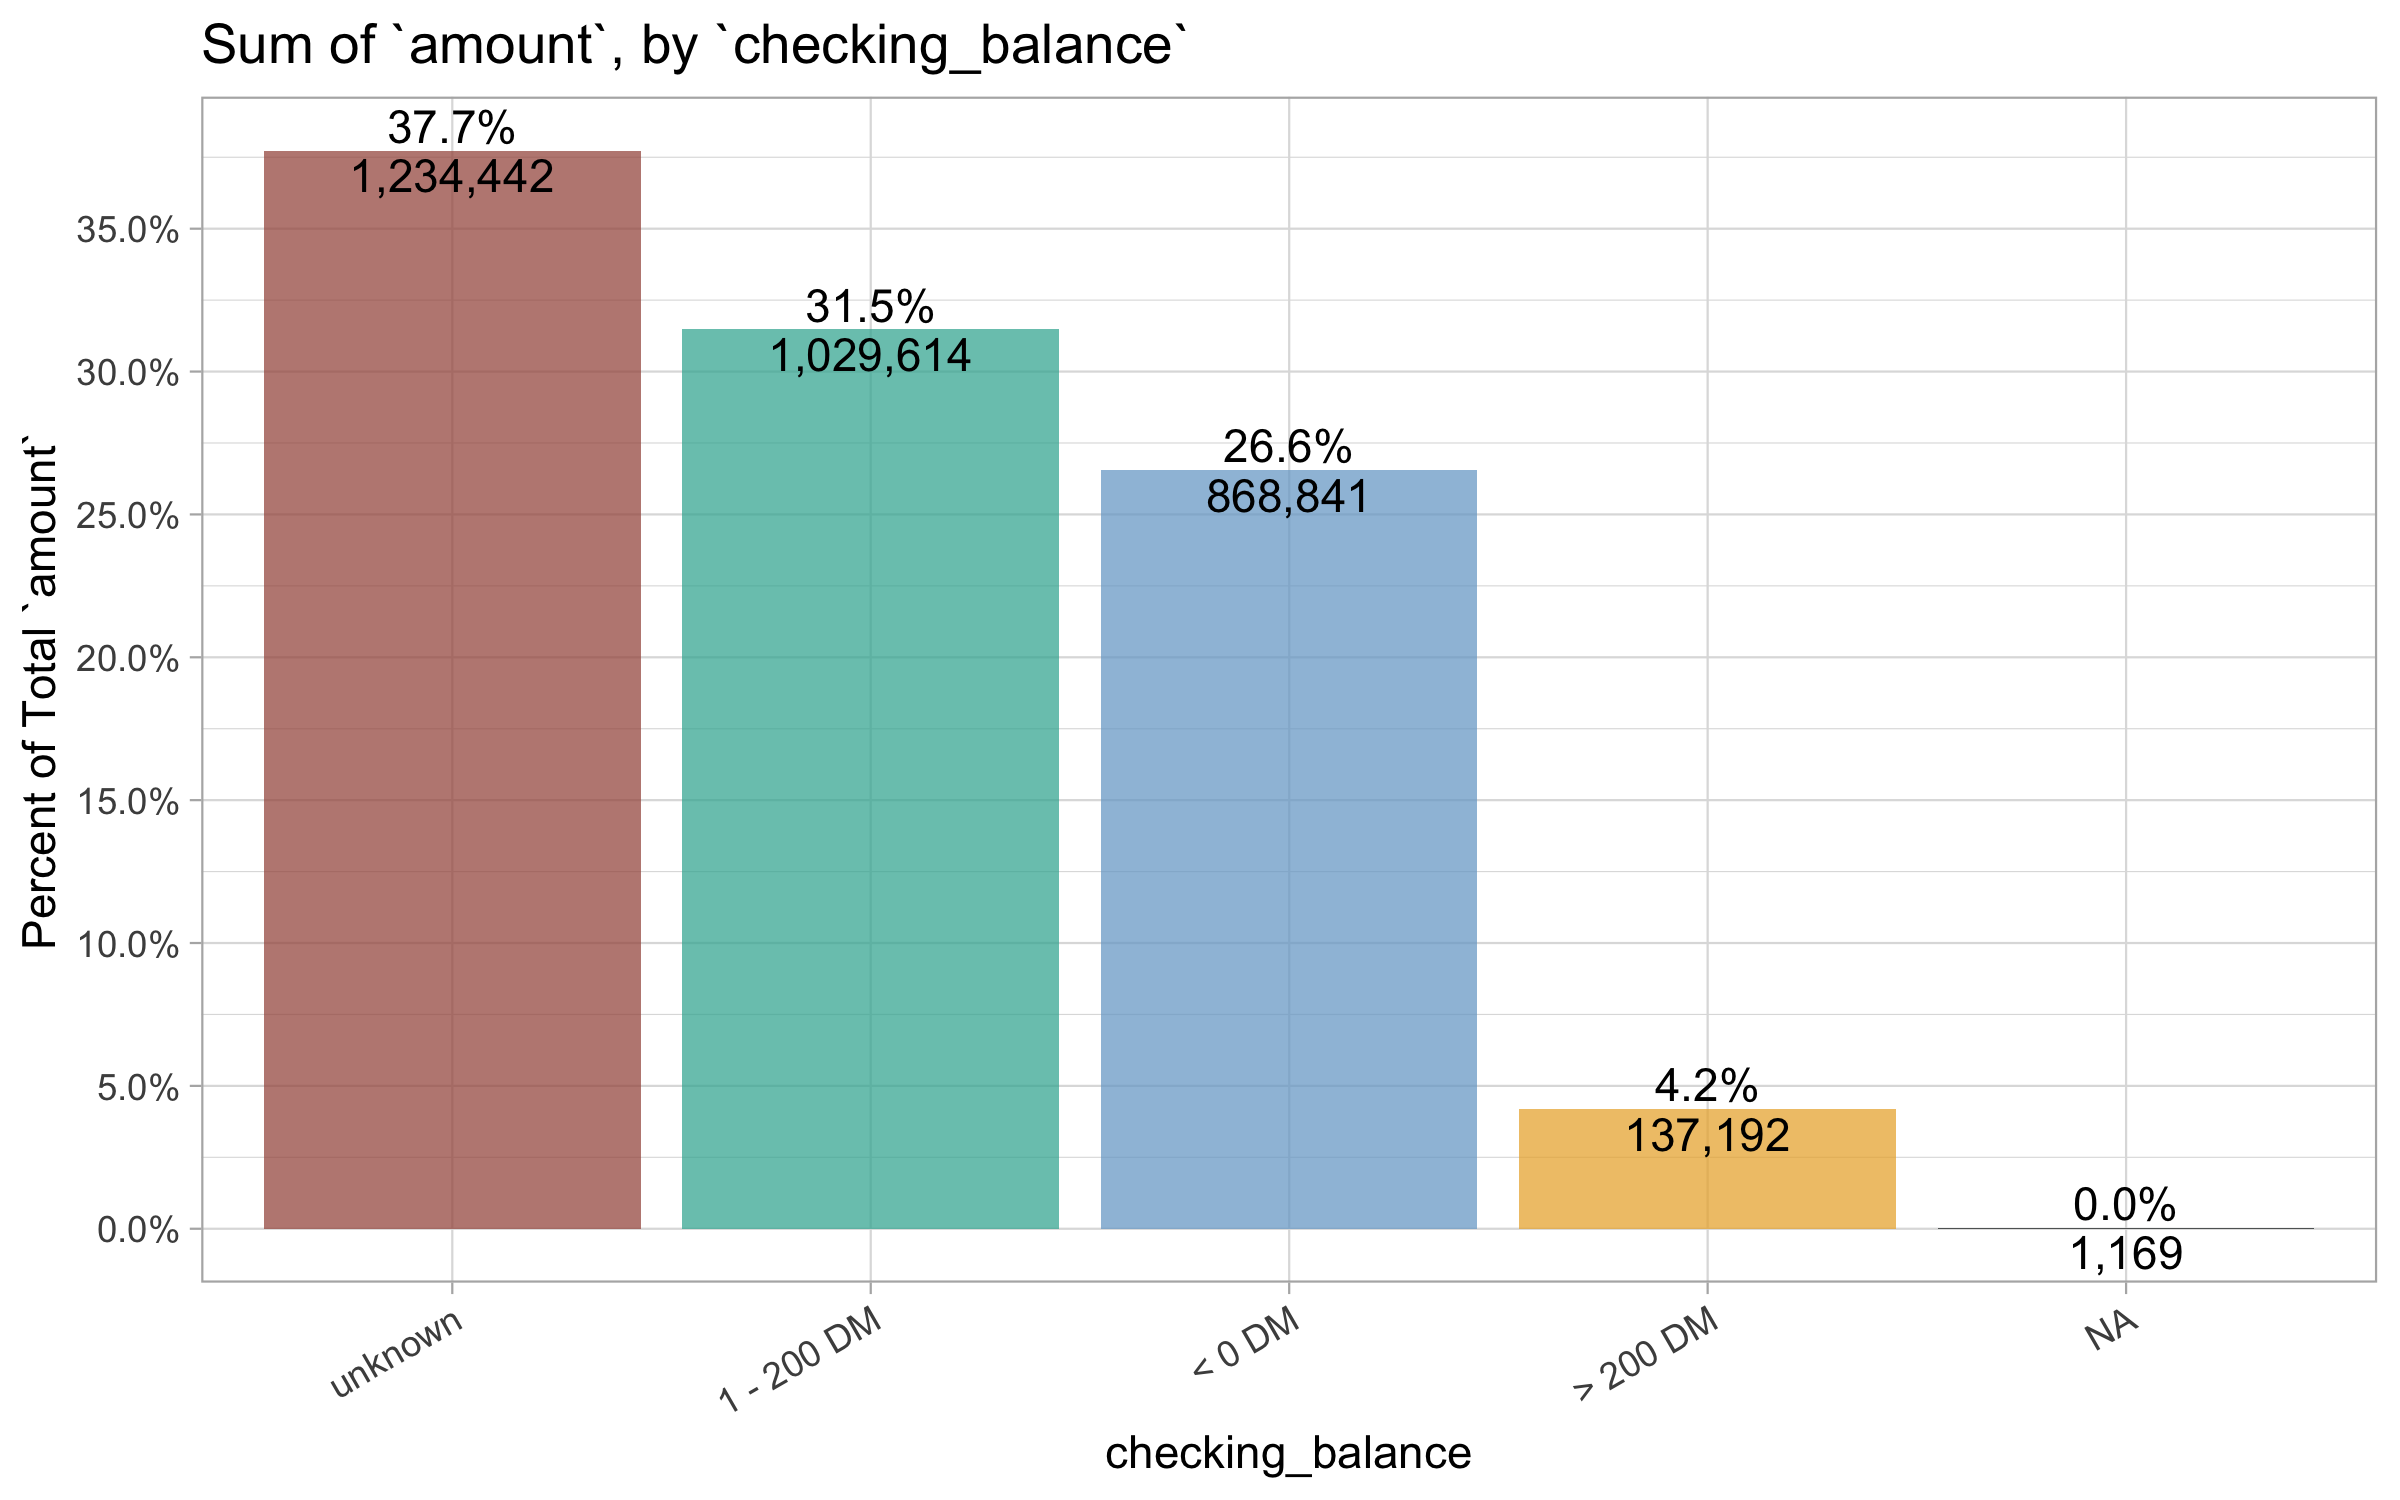 Sum of `amount`, by `checking_balance`
37.7%
1,234,442
31.5%
1,029,614
26.6%
868,841
4.2%
137,192
0.0%
1,169
35.0%
30.0%
25.0%
20.0%
15.0%
10.0%
5.0%
0.0%
Percent of Total `amount`
unknown
1 - 200 DM
< 0 DM
> 200 DM
NA
checking_balance